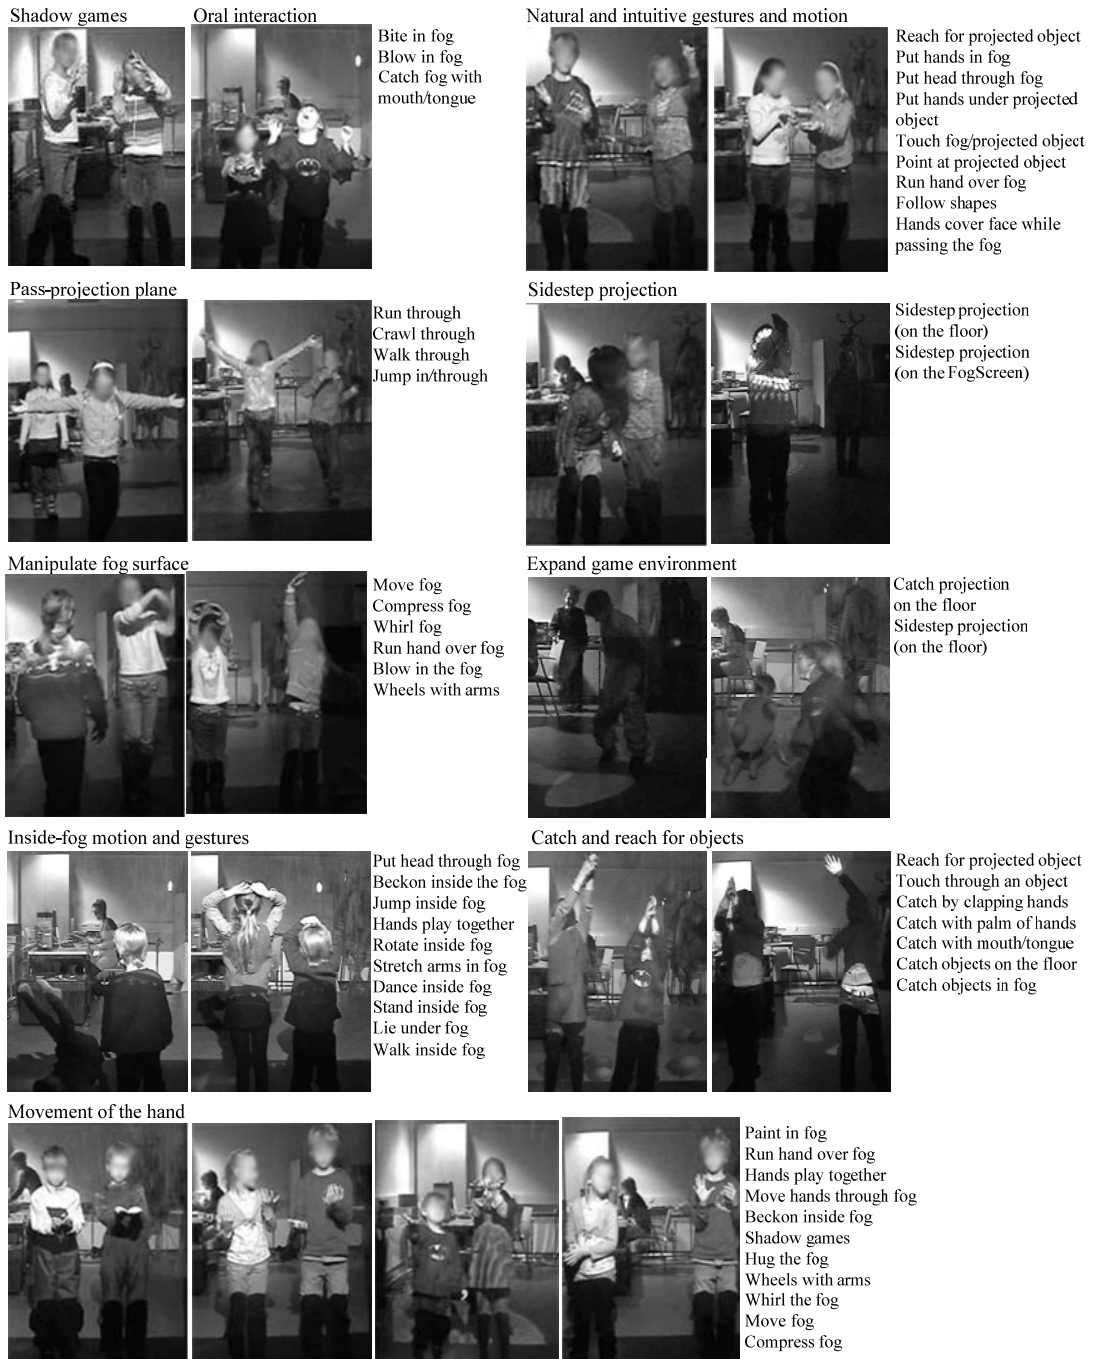 Shadow games
Oral interaction
Bite in fog
Blow in fog
Catch fog with
mouth/tongue
Natural and intuitive gestures and motion
Reach for projected object
Put hands in fog
Put head through fog
Put hands under projected
object
Touch fog/projected object
Point at projected object
Run hand over fog
Follow shapes
Hands cover face while
passing the fog
Pass-projection plane
Run through
Crawl through
Walk through
Jump in/through
Sidestep projection
Sidestep projection
(on the floor)
Sidestep projection
(on the FogScreen)
Manipulate fog surface
Move fog
Compress fog
Whirl fog
Run hand over fog
Blow in the fog
Wheels with arms
Expand game environment
Catch projection
on the floor
Sidestep projection
(on the floor)
Inside-fog motion and gestures
Put head through fog
Beckon inside the fog
Jump inside fog
Hands play together
Rotate inside fog
Stretch arms in fog
Dance inside fog
Stand inside fog
Lie under fog
Walk inside fog
Catch and reach for objects
Reach for projected object
Touch through an object
Catch by clapping hands
Catch with palm of hands
Catch with mouth/tongue
Catch objects on the floor
Catch objects in fog
Movement of the hand
Paint in fog
Run hand over fog
Hands play together
Move hands through fog
Beckon inside fog
Shadow games
Hug the fog
Wheels with arms
Whirl the fog
Move fog
Compress fog